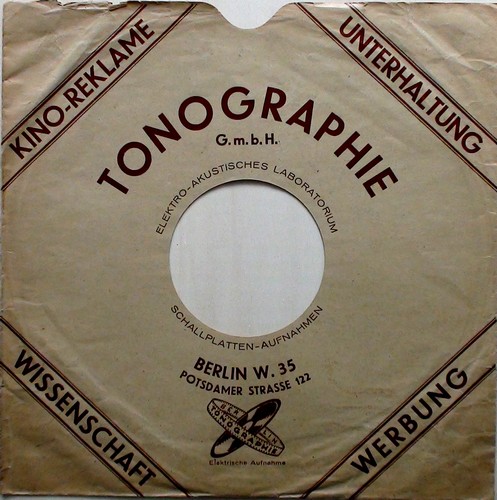 KINO-REKLAME
UNTERHALTUNG
TONOGRAPHIE
G.m.b.H.
ELEKTRO-AKUSTISCHES LABORATORIUM
SCHALLPLATTEN-AUFNAHMEN
BERLIN W. 35
POTSDAMER STRASSE 122
BERLIN
TONOGRAPHIE
Elektrische Aufnahme
WISSENSCHAFT
WERBUNG